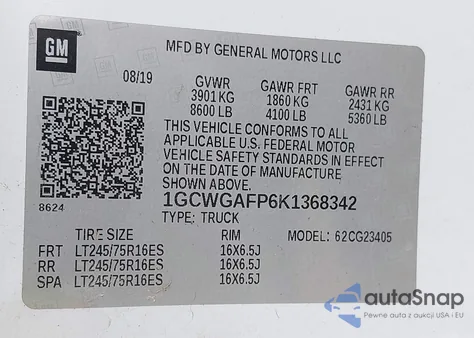 GM
MFD BY GENERAL MOTORS LLC
08/19 GVWR GAWR FRT GAWR RR
3901 KG 1860 KG 2431 KG
8600 LB 4100 LB 5360 LB
THIS VEHICLE CONFORMS TO ALL
APPLICABLE U.S. FEDERAL MOTOR
VEHICLE SAFETY STANDARDS IN EFFECT
ON THE DATE OF MANUFACTURE
SHOWN ABOVE.
8624
1GCWGAFP6K1368342
TYPE: TRUCK
TIRE SIZE RIM MODEL: 62CG23405
FRT LT245/75R16ES 16X6.5J
RR LT245/75R16ES 16X6.5J
SPA LT245/75R16ES 16X6.5J
autaSnap
Pewne auta z aukcji USA i EU